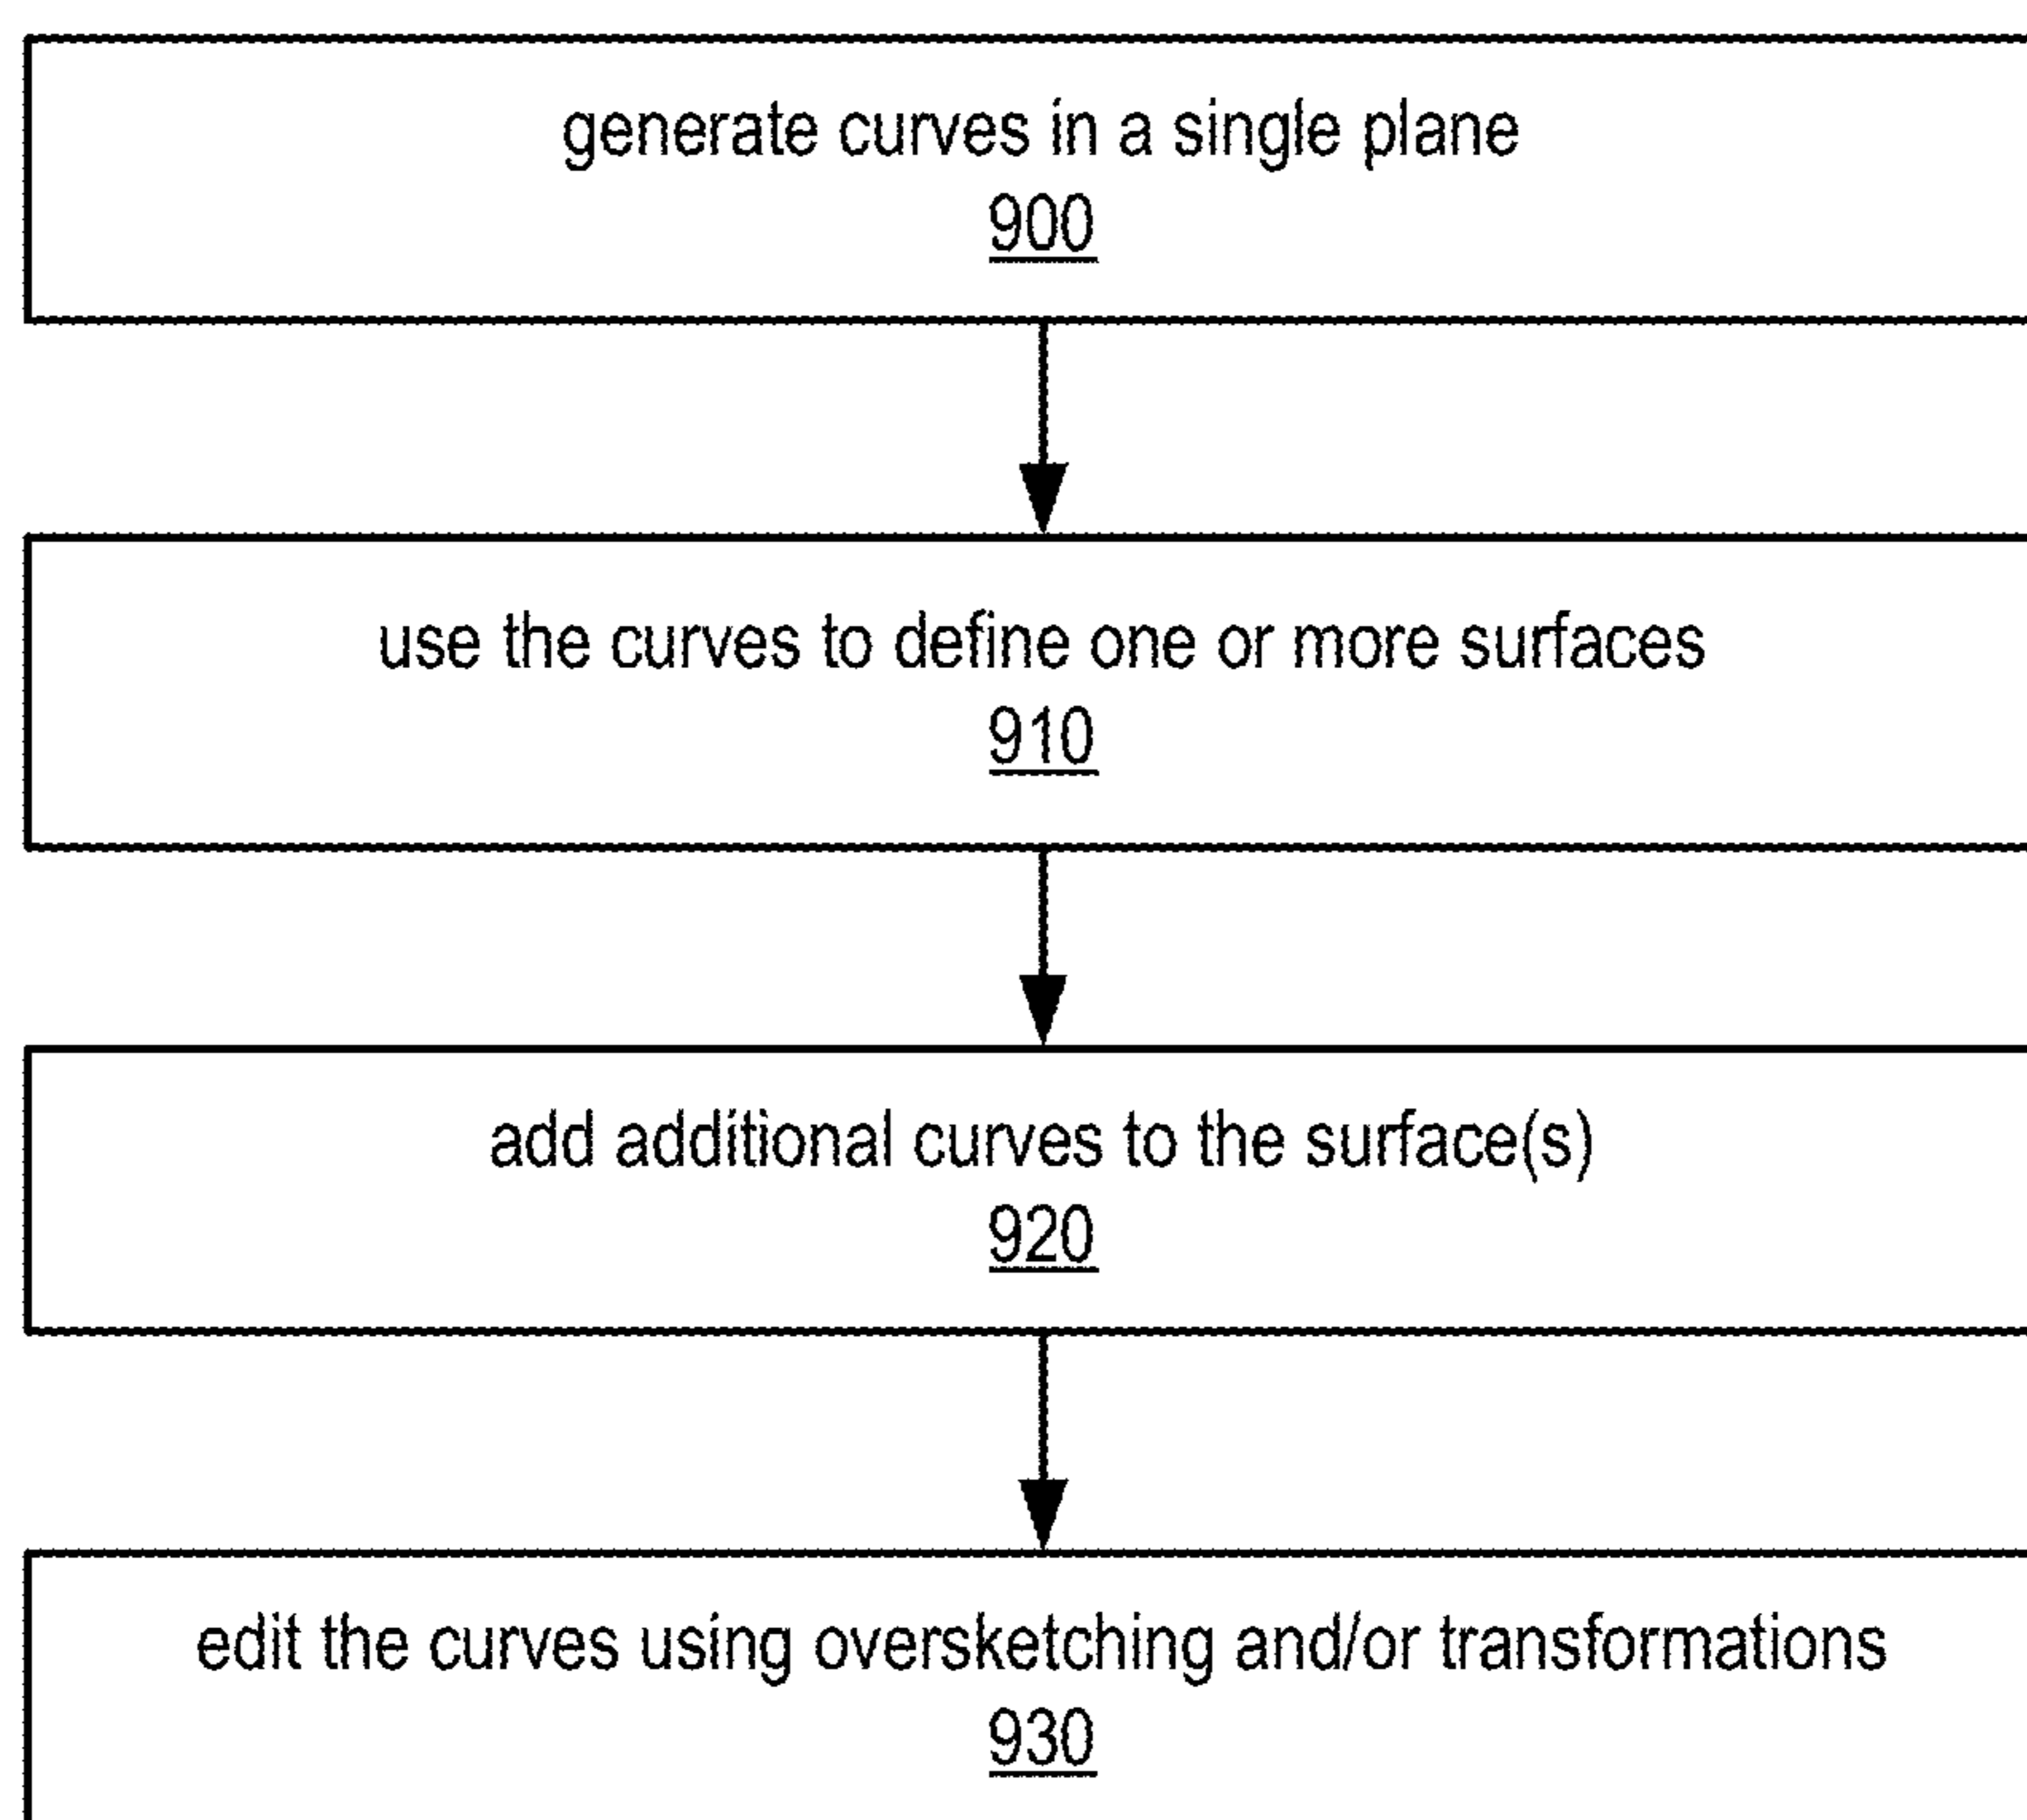 generate curves in a single plane
900
use the curves to define one or more surfaces
910
add additional curves to the surface(s)
920
edit the curves using oversketching and/or transformations
930